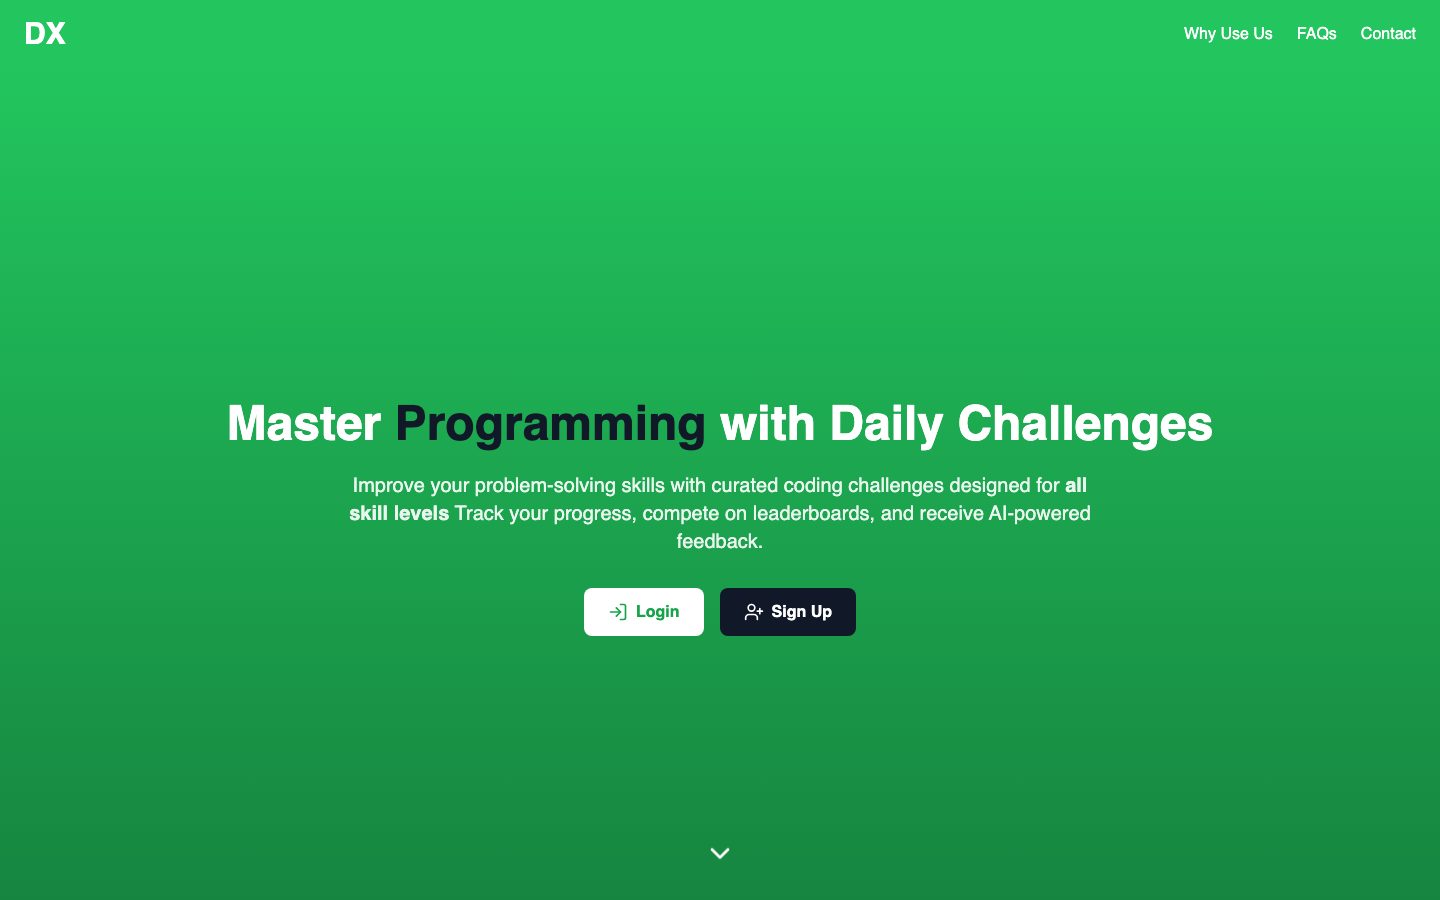 DX
Why Use Us
FAQs
Contact
Master Programming with Daily Challenges
Improve your problem-solving skills with curated coding challenges designed for all
skill levels Track your progress, compete on leaderboards, and receive AI-powered
feedback.
Login
Sign Up